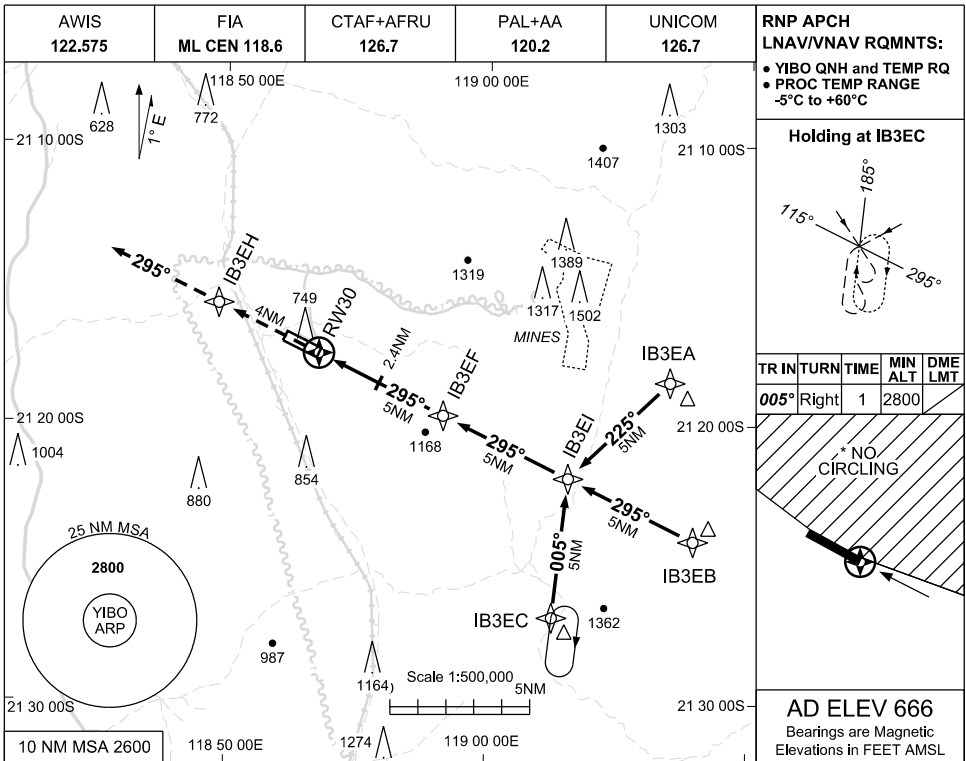 AWIS
122.575
FIA
ML CEN 118.6
CTAF+AFRU
126.7
PAL+AA
120.2
UNICOM
126.7
RNP APCH
LNAV/VNAV RQMNTS:
• YIBO QNH and TEMP RQ
• PROC TEMP RANGE
-5°C to +60°C
118 50 00E
119 00 00E
628
1° E
772
1303
21 10 00S
1407
21 10 00S
Holding at IB3EC
185°
115°
295°
295°
IB3EH
1319
1389
1317
1502
MINES
4NM
749
RW30
2.4NM
IB3EF
IB3EA
295°
5NM
225°
5NM
IB3EI
TR IN
TURN
TIME
MIN
ALT
DME
LMT
005°
Right
1
2800
21 20 00S
21 20 00S
1168
1004
854
880
295°
5NM
295°
5NM
* NO
CIRCLING
25 NM MSA
2800
YIBO
ARP
005°
5NM
IB3EB
IB3EC
1362
987
1164)
Scale 1:500,000
5NM
21 30 00S
21 30 00S
10 NM MSA 2600
118 50 00E
1274
119 00 00E
AD ELEV 666
Bearings are Magnetic
Elevations in FEET AMSL